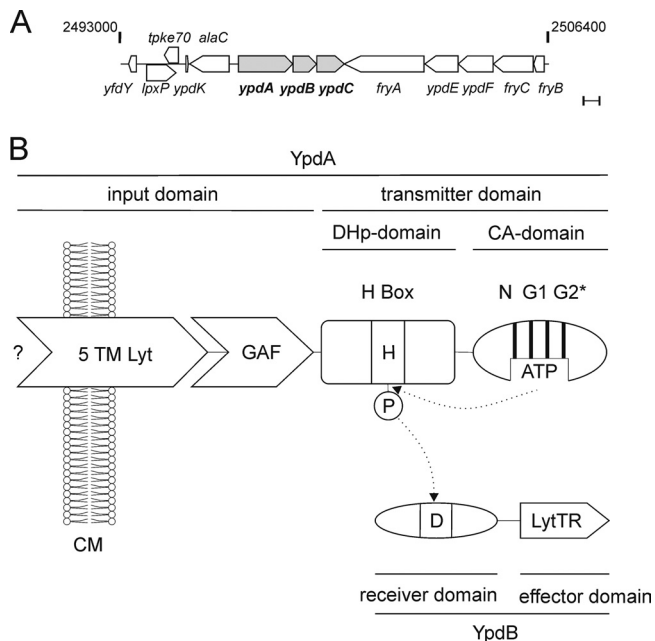 A
2493000
2506400
tpke70 alaC
yfdY lpxP ypdK ypdA ypdB ypdC fryA ypdE ypdF fryC fryB
B
YpdA
input domain transmitter domain
DHp-domain CA-domain
H Box N G1 G2*
? 5 TM Lyt GAF H ATP
P
D LytTR
CM
receiver domain effector domain
YpdB